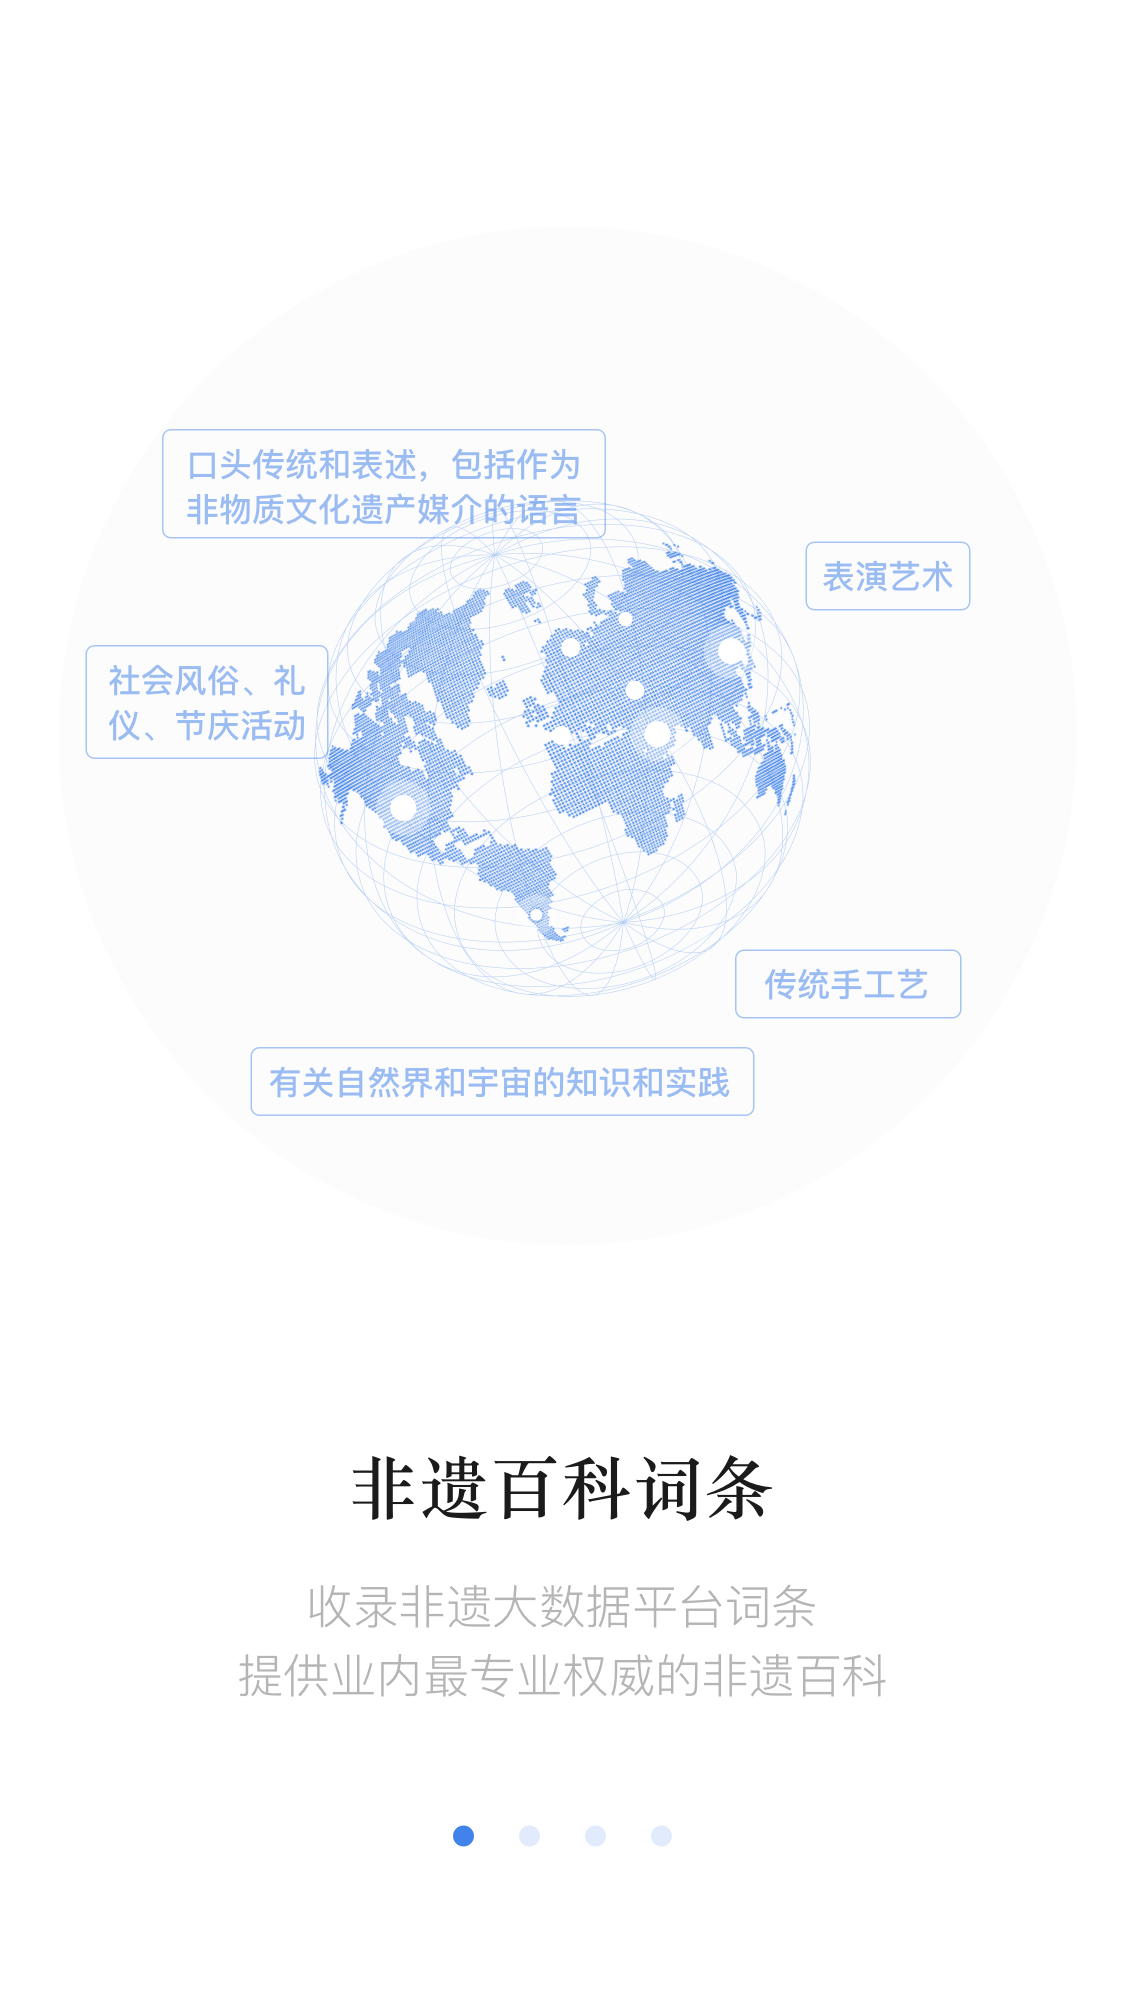 口头传统和表述，包括作为
非物质文化遗产媒介的语言
表演艺术
社会风俗、礼
仪、节庆活动
传统手工艺
有关自然界和宇宙的知识和实践
非遗百科词条
收录非遗大数据平台词条
提供业内最专业权威的非遗百科